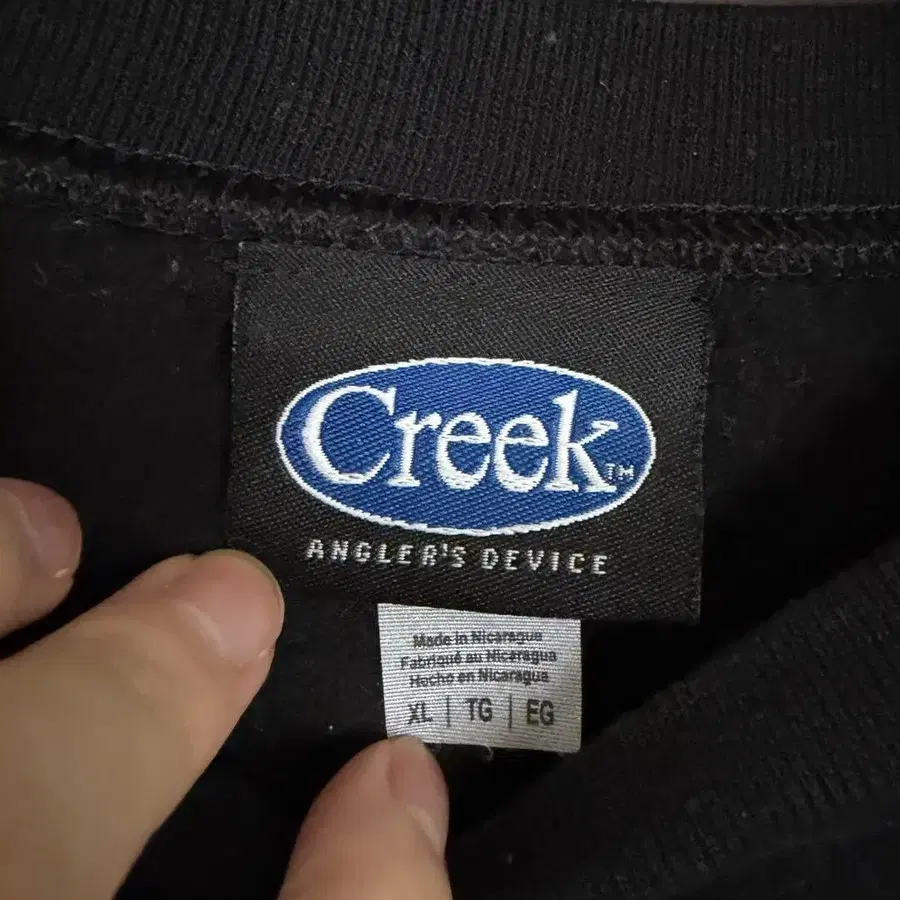 Creek™
ANGLER'S DEVICE
Made in Nicaragua
Fabriqué au Nicaragua
Hecho en Nicaragua
XL | TG | EG